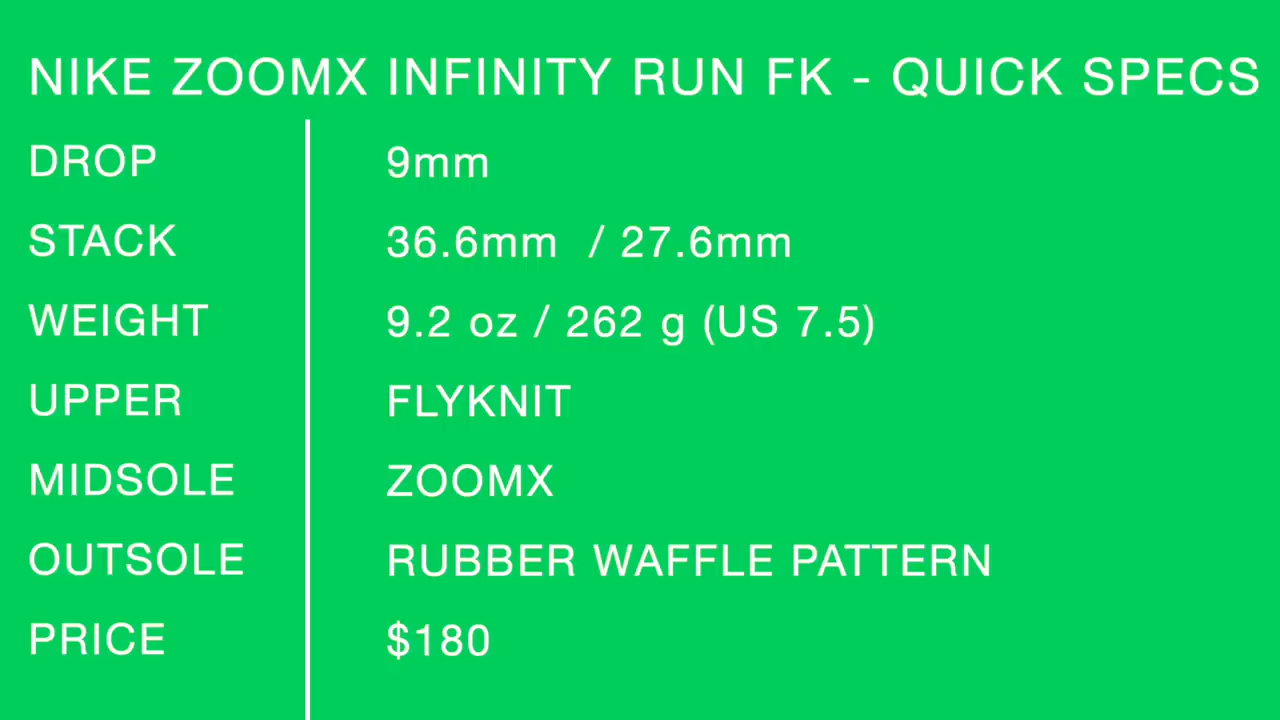 NIKE ZOOMX INFINITY RUN FK - QUICK SPECS
DROP 9mm
STACK 36.6mm / 27.6mm
WEIGHT 9.2 oz / 262 g (US 7.5)
UPPER FLYKNIT
MIDSOLE ZOOMX
OUTSOLE RUBBER WAFFLE PATTERN
PRICE $180